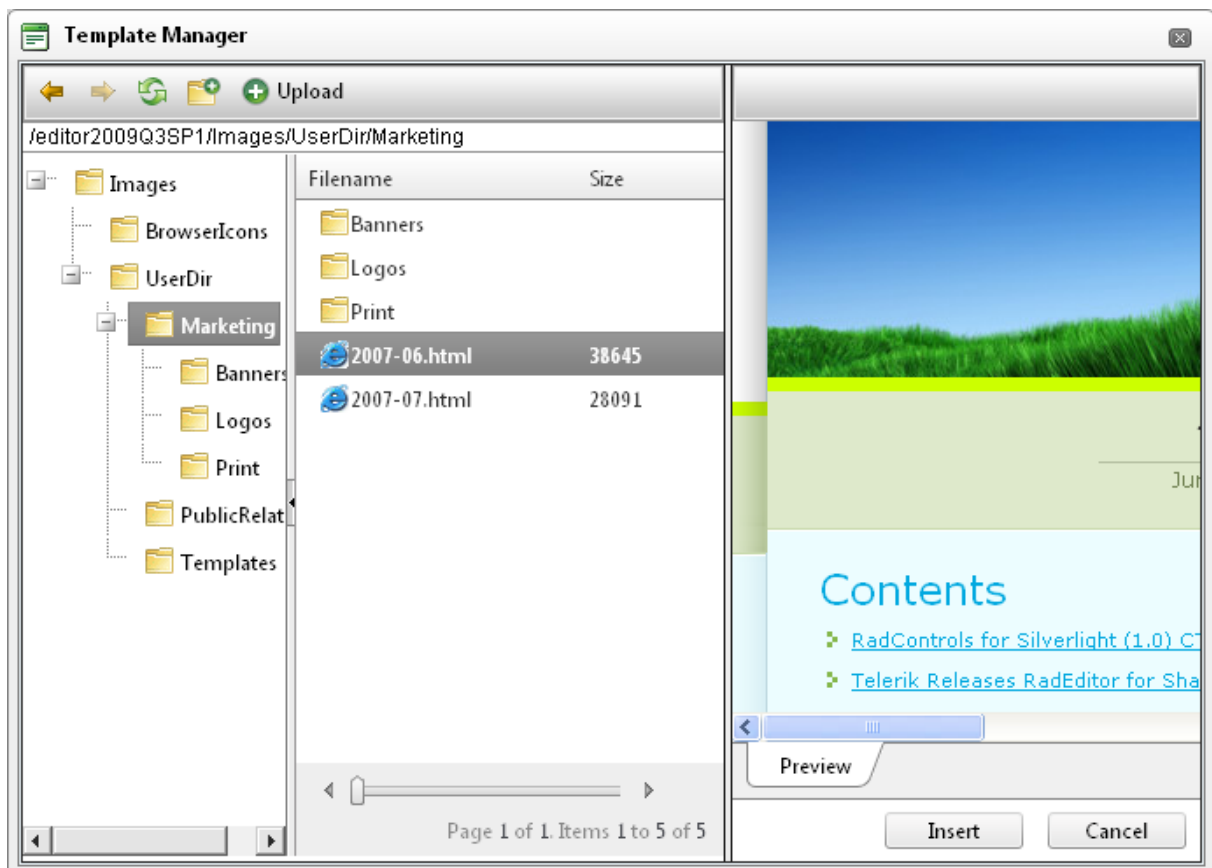 Template Manager
Upload
/editor2009Q3SP1/Images/UserDir/Marketing
Images
BrowserIcons
UserDir
Marketing
Banners
Logos
Print
PublicRelat
Templates
Filename Size
Banners
Logos
Print
2007-06.html 38645
2007-07.html 28091
Page 1 of 1. Items 1 to 5 of 5
Jun
Contents
RadControls for Silverlight (1.0) CT
Telerik Releases RadEditor for Sha
Preview
Insert Cancel